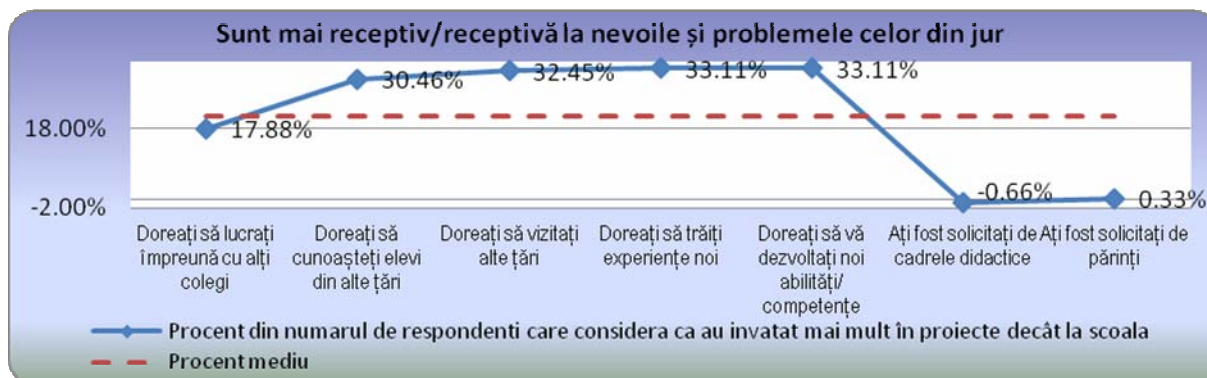 Sunt mai receptiv/receptivă la nevoile și problemele celor din jur
30.46%
32.45%
33.11%
33.11%
18.00%
17.88%
-0.66%
0.33%
-2.00%
Doreați să lucrați
împreună cu alți
colegi
Doreați să
cunoașteți elevi
din alte țări
Doreați să vizitați
alte țări
Doreați să trăiți
experiențe noi
Doreați să vă
dezvoltați noi
abilități/
competențe
Ați fost solicitați de
cadrele didactice
Ați fost solicitați de
părinți
Procent din numarul de respondenti care considera ca au invatat mai mult în proiecte decât la scoala
Procent mediu